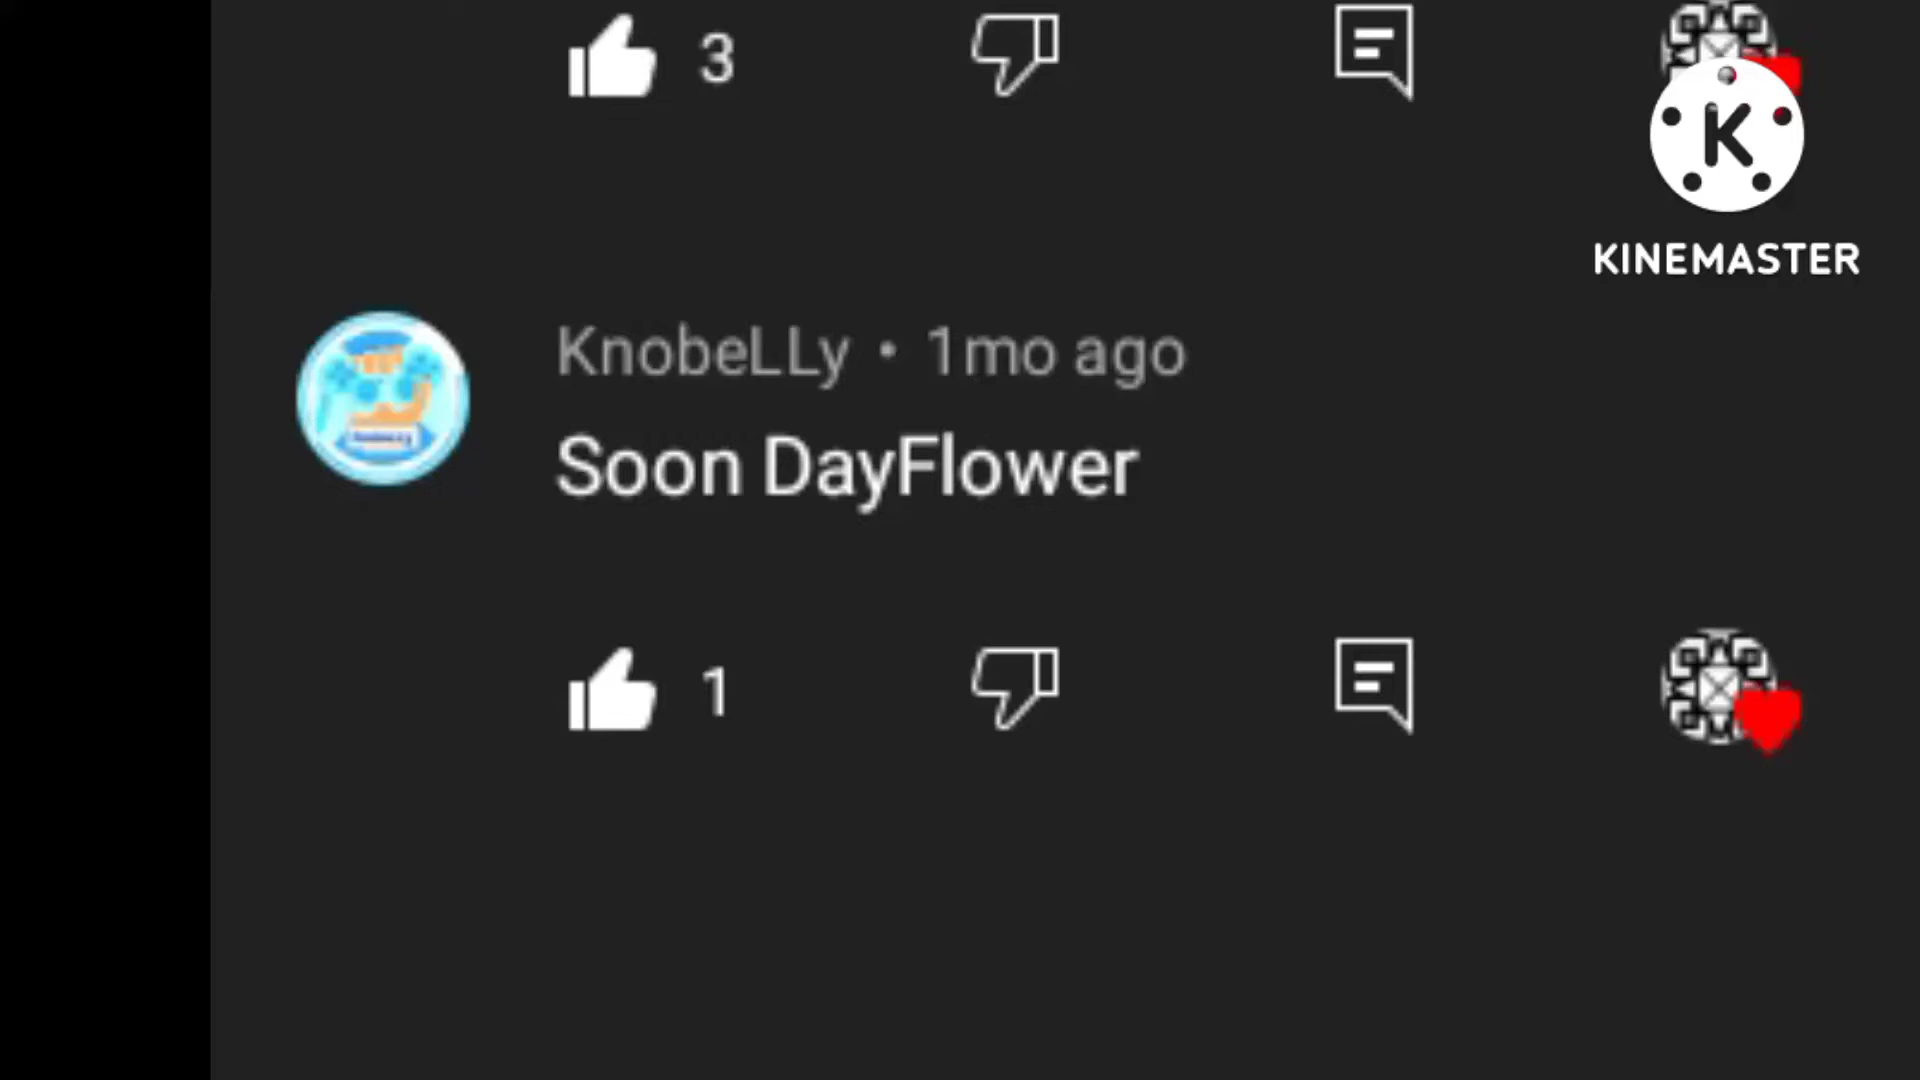 3
K
KINEMASTER
KnobeLLy • 1mo ago
Soon DayFlower
1